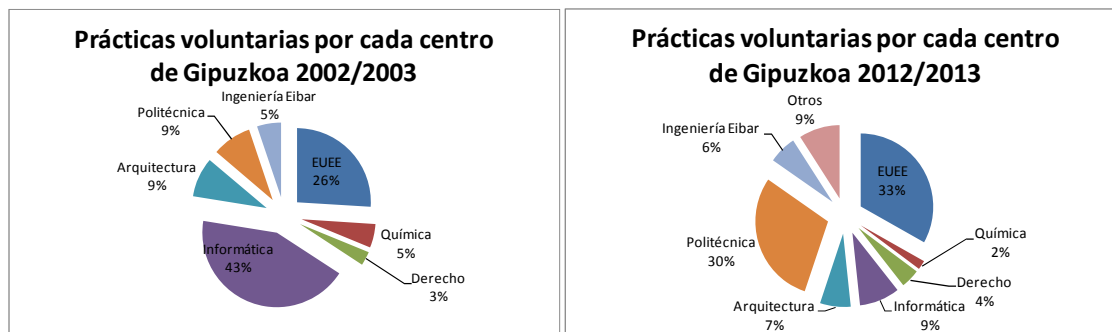 Prácticas voluntarias por cada centro
de Gipuzkoa 2002/2003
Ingeniería Eibar
5%
Politécnica
9%
Arquitectura
9%
EUEE
26%
Química
5%
Derecho
3%
Informática
43%
Prácticas voluntarias por cada centro
de Gipuzkoa 2012/2013
Otros
9%
Ingeniería Eibar
6%
EUEE
33%
Politécnica
30%
Química
2%
Derecho
4%
Informática
9%
Arquitectura
7%